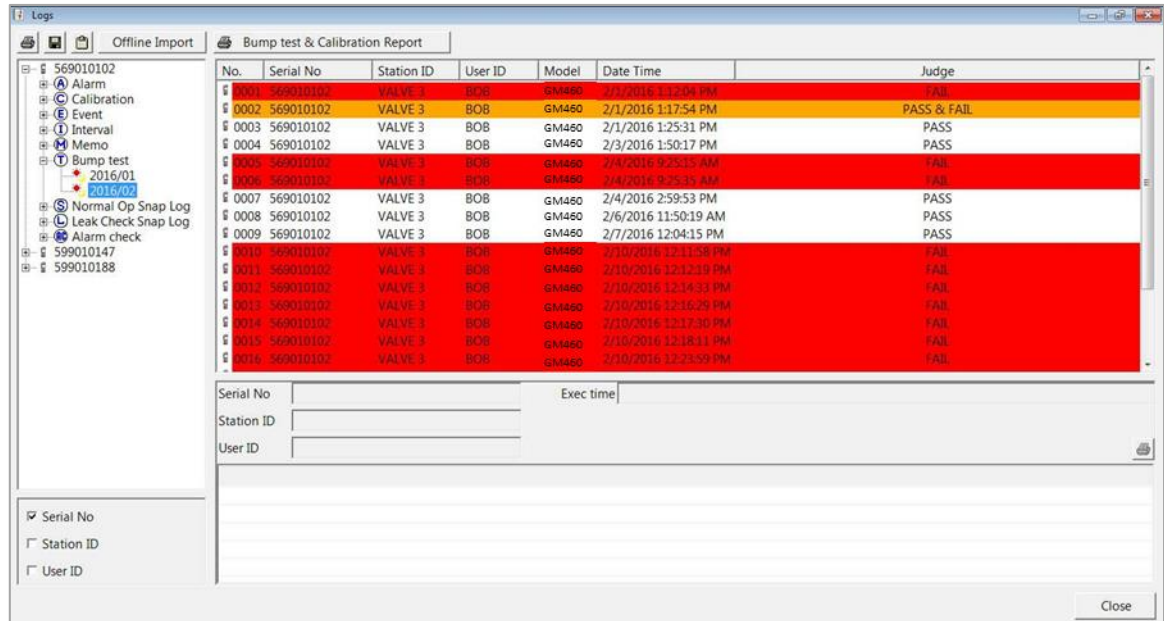 Logs
Offline Import Bump test & Calibration Report
569010102
A Alarm
C Calibration
E Event
I Interval
M Memo
T Bump test
2016/01
2016/02
S Normal Op Snap Log
L Leak Check Snap Log
AC Alarm check
599010147
599010188
Serial No
Station ID
User ID
No. Serial No Station ID User ID Model Date Time Judge
0001 569010102 VALVE 3 BOB GM460 2/1/2016 1:12:04 PM FAIL
0002 569010102 VALVE 3 BOB GM460 2/1/2016 1:17:54 PM PASS & FAIL
0003 569010102 VALVE 3 BOB GM460 2/1/2016 1:25:31 PM PASS
0004 569010102 VALVE 3 BOB GM460 2/3/2016 1:50:17 PM PASS
0005 569010102 VALVE 3 BOB GM460 2/4/2016 9:25:15 AM FAIL
0006 569010102 VALVE 3 BOB GM460 2/4/2016 9:25:35 AM FAIL
0007 569010102 VALVE 3 BOB GM460 2/4/2016 2:59:53 PM PASS
0008 569010102 VALVE 3 BOB GM460 2/6/2016 11:50:19 AM PASS
0009 569010102 VALVE 3 BOB GM460 2/7/2016 12:04:15 PM PASS
0010 569010102 VALVE 3 BOB GM460 2/10/2016 12:11:58 PM FAIL
0011 569010102 VALVE 3 BOB GM460 2/10/2016 12:12:19 PM FAIL
0012 569010102 VALVE 3 BOB GM460 2/10/2016 12:14:33 PM FAIL
0013 569010102 VALVE 3 BOB GM460 2/10/2016 12:16:29 PM FAIL
0014 569010102 VALVE 3 BOB GM460 2/10/2016 12:17:30 PM FAIL
0015 569010102 VALVE 3 BOB GM460 2/10/2016 12:18:11 PM FAIL
0016 569010102 VALVE 3 BOB GM460 2/10/2016 12:23:59 PM FAIL
Serial No Exec time
Station ID
User ID
Close